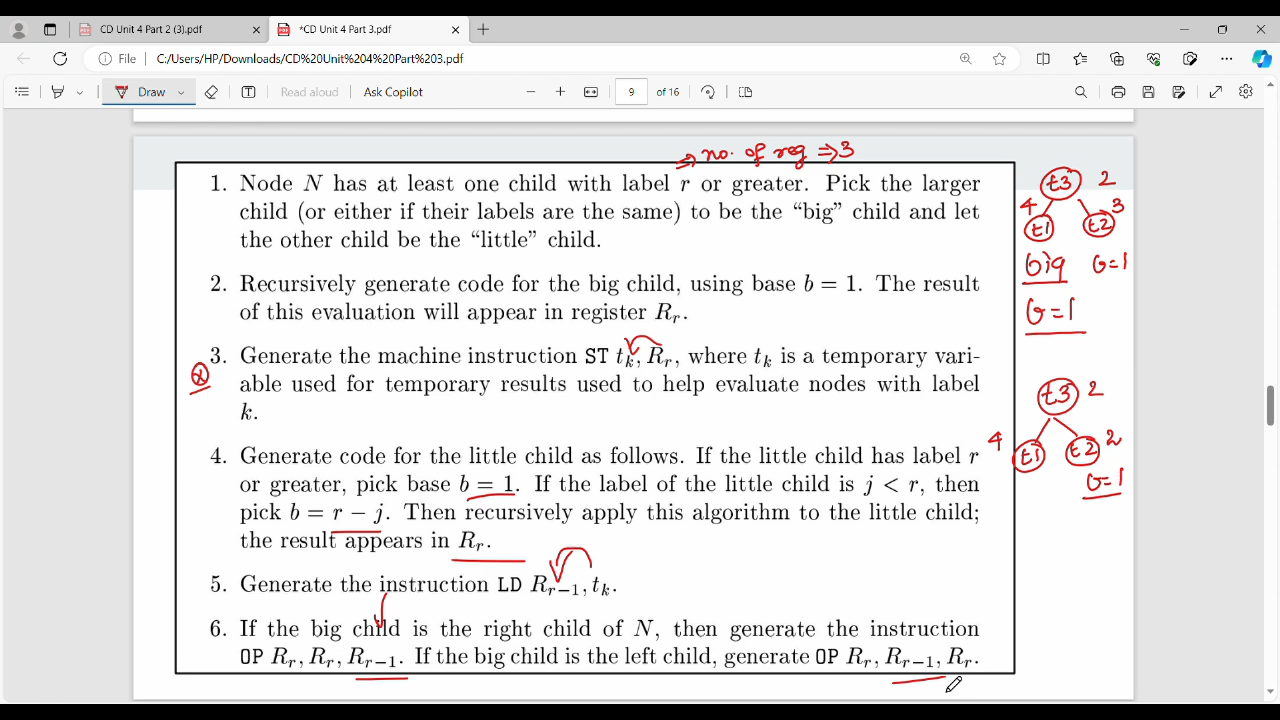 CD Unit 4 Part 2 (3).pdf
*CD Unit 4 Part 3.pdf
File
C:/Users/HP/Downloads/CD%20Unit%204%20Part%203.pdf
Draw
Read aloud
Ask Copilot
9
of 16
⇒ no. of reg ⇒ 3
1. Node N has at least one child with label r or greater. Pick the larger
child (or either if their labels are the same) to be the “big” child and let
the other child be the “little” child.
2. Recursively generate code for the big child, using base b = 1. The result
of this evaluation will appear in register Rr.
3. Generate the machine instruction ST tk, Rr, where tk is a temporary vari-
able used for temporary results used to help evaluate nodes with label
k.
4. Generate code for the little child as follows. If the little child has label r
or greater, pick base b = 1. If the label of the little child is j < r, then
pick b = r − j. Then recursively apply this algorithm to the little child;
the result appears in Rr.
5. Generate the instruction LD Rr−1, tk.
6. If the big child is the right child of N, then generate the instruction
OP Rr, Rr, Rr−1. If the big child is the left child, generate OP Rr, Rr−1, Rr.
t3 2
4 3
t1 t2
big b=1
b=1
t3 2
4 2
t1 t2
b=1